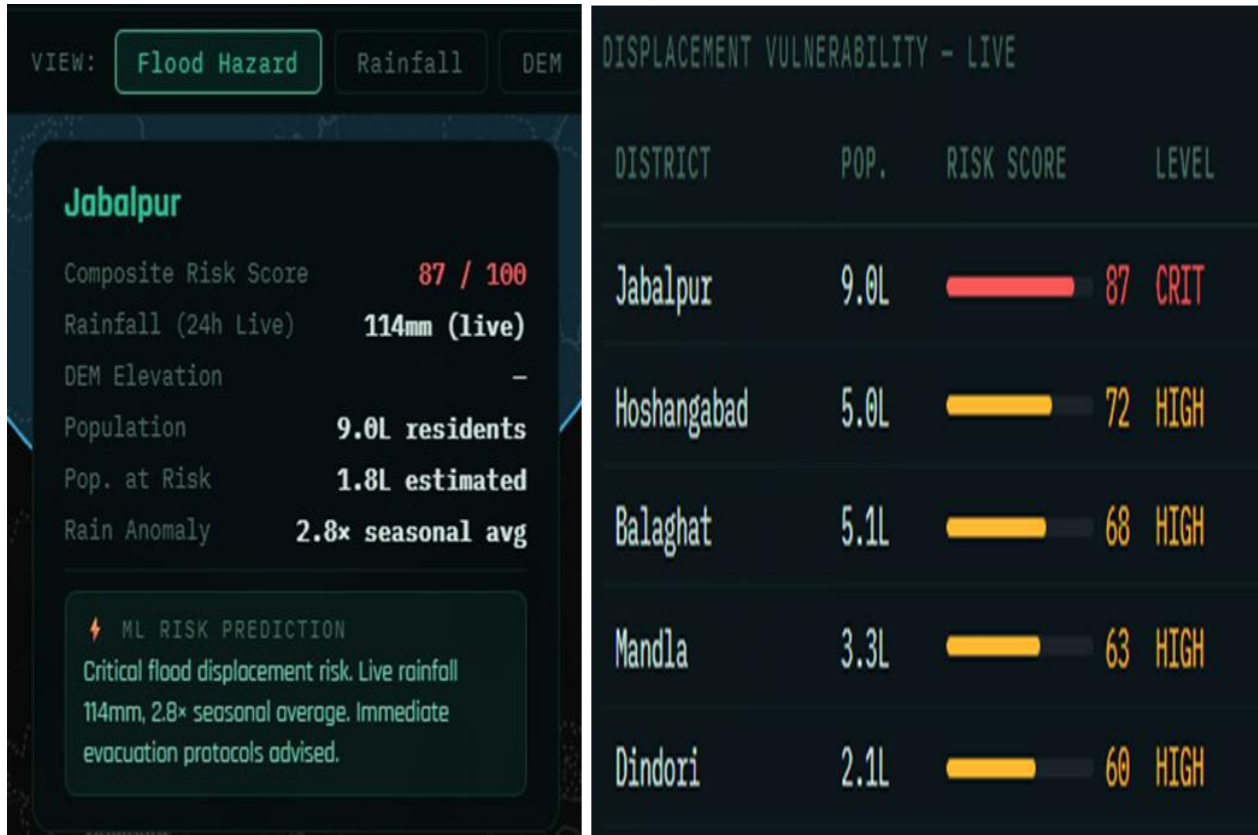 VIEW: Flood Hazard Rainfall DEM
Jabalpur
Composite Risk Score 87 / 100
Rainfall (24h Live) 114mm (live)
DEM Elevation —
Population 9.0L residents
Pop. at Risk 1.8L estimated
Rain Anomaly 2.8× seasonal avg
ML RISK PREDICTION
Critical flood displacement risk. Live rainfall
114mm, 2.8× seasonal average. Immediate
evacuation protocols advised.
DISPLACEMENT VULNERABILITY — LIVE
DISTRICT POP. RISK SCORE LEVEL
Jabalpur 9.0L 87 CRIT
Hoshangabad 5.0L 72 HIGH
Balaghat 5.1L 68 HIGH
Mandla 3.3L 63 HIGH
Dindori 2.1L 60 HIGH